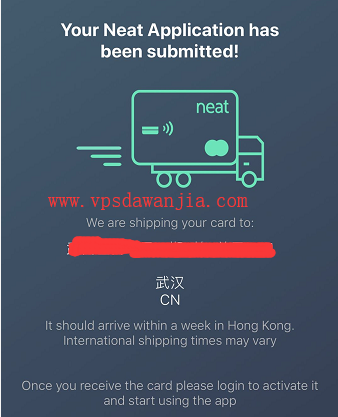 Your Neat Application has
been submitted!
neat
www.vpsdawanjia.com
We are shipping your card to:
武汉
CN
It should arrive within a week in Hong Kong.
International shipping times may vary
Once you receive the card please login to activate it
and start using the app